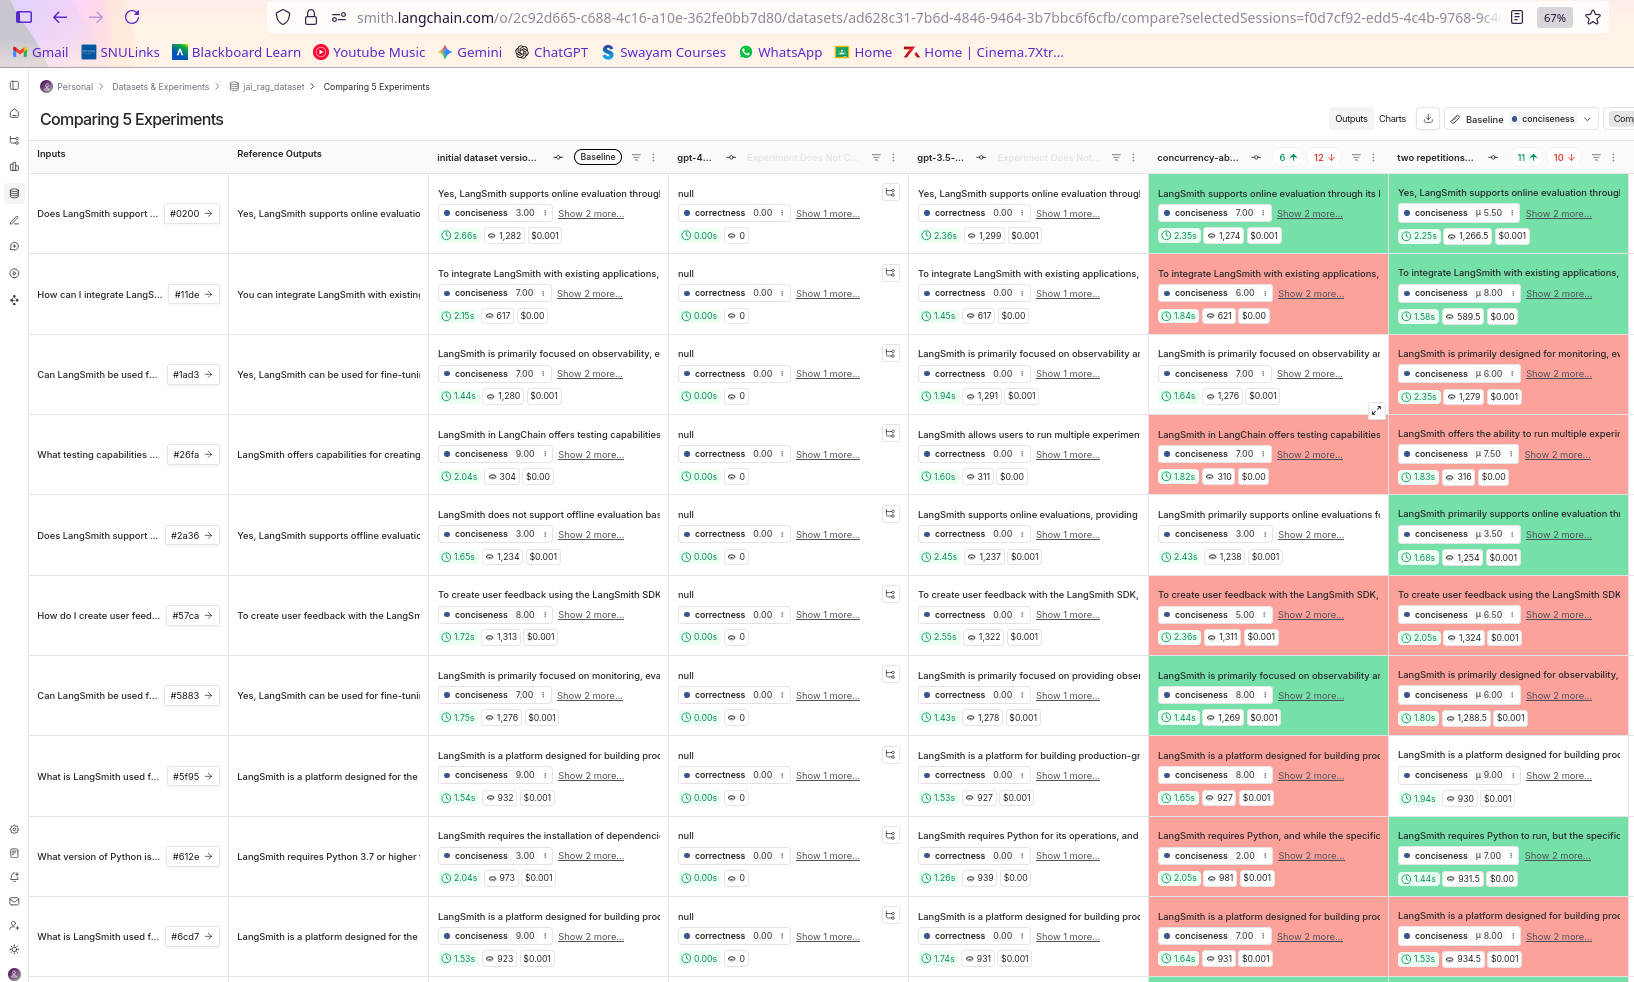 smith.langchain.com/o/2c92d665-c688-4c16-a10e-362fe0bb7d80/datasets/ad628c31-7b6d-4846-9464-3b7bbc6f6cfb/compare?selectedSessions=f0d7cf92-edd5-4c4b-9768-9c4
67%
Gmail SNULinks Blackboard Learn Youtube Music Gemini ChatGPT Swayam Courses WhatsApp Home Home | Cinema.7Xtr...
Personal > Datasets & Experiments > jai_rag_dataset > Comparing 5 Experiments
Comparing 5 Experiments
Outputs Charts Baseline conciseness Com
Inputs Reference Outputs initial dataset versio... Baseline gpt-4... Experiment Does Not C... gpt-3.5-... Experiment Does Not... concurrency-ab... 6 ↑ 12 ↓ two repetitions... 11 ↑ 10 ↓
Yes, LangSmith supports online evaluation through null Yes, LangSmith supports online evaluation through LangSmith supports online evaluation through its Yes, LangSmith supports online evaluation through
Does LangSmith support ... #0200 → Yes, LangSmith supports online evaluatio conciseness 3.00 Show 2 more... correctness 0.00 Show 1 more... correctness 0.00 Show 2 more... conciseness 7.00 Show 2 more... conciseness μ 5.50 Show 2 more...
2.66s 1,282 $0.001 0.00s 0 2.36s 1,299 $0.001 2.35s 1,274 $0.001 2.25s 1,266.5 $0.001
To integrate LangSmith with existing applications, null To integrate LangSmith with existing applications, To integrate LangSmith with existing applications, To integrate LangSmith with existing applications,
How can I integrate LangS... #11de → You can integrate LangSmith with existing conciseness 7.00 Show 2 more... correctness 0.00 Show 1 more... correctness 0.00 Show 1 more... conciseness 6.00 Show 2 more... conciseness μ 8.00 Show 2 more...
2.15s 617 $0.00 0.00s 0 1.45s 617 $0.00 1.84s 621 $0.00 1.58s 589.5 $0.00
LangSmith is primarily focused on observability, e null LangSmith is primarily focused on observability ar LangSmith is primarily focused on observability ar LangSmith is primarily designed for monitoring, ev
Can LangSmith be used f... #1ad3 → Yes, LangSmith can be used for fine-tuni conciseness 7.00 Show 2 more... correctness 0.00 Show 1 more... correctness 0.00 Show 1 more... conciseness 7.00 Show 2 more... conciseness μ 6.00 Show 2 more...
1.44s 1,280 $0.001 0.00s 0 1.94s 1,291 $0.001 1.64s 1,276 $0.001 2.35s 1,279 $0.001
LangSmith in LangChain offers testing capabilities null LangSmith allows users to run multiple experimen LangSmith in LangChain offers testing capabilities LangSmith offers the ability to run multiple experir
What testing capabilities ... #26fa → LangSmith offers capabilities for creating conciseness 9.00 Show 2 more... correctness 0.00 Show 1 more... correctness 0.00 Show 1 more... conciseness 7.00 Show 2 more... conciseness μ 7.50 Show 2 more...
2.04s 304 $0.00 0.00s 0 1.60s 311 $0.00 1.82s 310 $0.00 1.83s 316 $0.00
LangSmith does not support offline evaluation bas null LangSmith supports online evaluations, providing LangSmith primarily supports online evaluations fo LangSmith primarily supports online evaluation thr
Does LangSmith support ... #2a36 → Yes, LangSmith supports offline evaluatic conciseness 3.00 Show 2 more... correctness 0.00 Show 1 more... correctness 0.00 Show 1 more... conciseness 3.00 Show 2 more... conciseness μ 3.50 Show 2 more...
1.65s 1,234 $0.001 0.00s 0 2.45s 1,237 $0.001 2.43s 1,238 $0.001 1.68s 1,254 $0.001
To create user feedback using the LangSmith SDK null To create user feedback with the LangSmith SDK, To create user feedback with the LangSmith SDK, To create user feedback using the LangSmith SDK
How do I create user feed... #57ca → To create user feedback with the LangSm conciseness 8.00 Show 2 more... correctness 0.00 Show 1 more... correctness 0.00 Show 1 more... conciseness 5.00 Show 2 more... conciseness μ 6.50 Show 2 more...
1.72s 1,313 $0.001 0.00s 0 2.55s 1,322 $0.001 2.36s 1,311 $0.001 2.05s 1,324 $0.001
LangSmith is primarily focused on monitoring, eva null LangSmith is primarily focused on providing obser LangSmith is primarily focused on observability ar LangSmith is primarily designed for observability,
Can LangSmith be used f... #5883 → Yes, LangSmith can be used for fine-tuni conciseness 7.00 Show 2 more... correctness 0.00 Show 1 more... correctness 0.00 Show 1 more... conciseness 8.00 Show 2 more... conciseness μ 6.00 Show 2 more...
1.75s 1,276 $0.001 0.00s 0 1.43s 1,278 $0.001 1.44s 1,269 $0.001 1.80s 1,288.5 $0.001
LangSmith is a platform designed for building proc null LangSmith is a platform for building production-gr LangSmith is a platform designed for building proc LangSmith is a platform designed for building proc
What is LangSmith used f... #5f95 → LangSmith is a platform designed for the conciseness 9.00 Show 2 more... correctness 0.00 Show 1 more... correctness 0.00 Show 1 more... conciseness 8.00 Show 2 more... conciseness μ 9.00 Show 2 more...
1.54s 932 $0.001 0.00s 0 1.53s 927 $0.001 1.65s 927 $0.001 1.94s 930 $0.001
LangSmith requires the installation of dependenci null LangSmith requires Python for its operations, and LangSmith requires Python, and while the specific LangSmith requires Python to run, but the specific
What version of Python is... #612e → LangSmith requires Python 3.7 or higher conciseness 3.00 Show 2 more... correctness 0.00 Show 1 more... correctness 0.00 Show 1 more... conciseness 2.00 Show 2 more... conciseness μ 7.00 Show 2 more...
2.04s 973 $0.001 0.00s 0 1.26s 939 $0.00 2.05s 981 $0.001 1.44s 931.5 $0.00
LangSmith is a platform designed for building proc null LangSmith is a platform designed for building proc LangSmith is a platform designed for building proc LangSmith is a platform designed for building proc
What is LangSmith used f... #6cd7 → LangSmith is a platform designed for the conciseness 9.00 Show 2 more... correctness 0.00 Show 1 more... correctness 0.00 Show 1 more... conciseness 7.00 Show 2 more... conciseness μ 8.00 Show 2 more...
1.53s 923 $0.001 0.00s 0 1.74s 931 $0.001 1.64s 931 $0.001 1.53s 934.5 $0.001